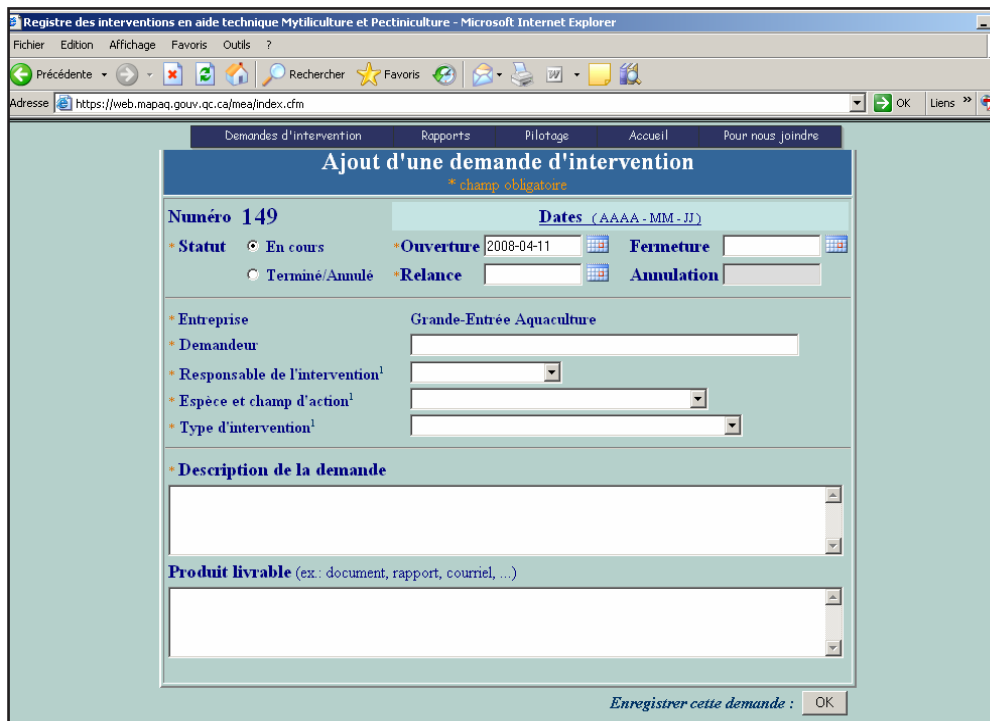 Registre des interventions en aide technique Mytiliculture et Pectiniculture - Microsoft Internet Explorer
Fichier Edition Affichage Favoris Outils ?
Précédente Rechercher Favoris
Adresse https://web.mapaq.gouv.qc.ca/mea/index.cfm OK Liens »
Demandes d'intervention Rapports Pilotage Accueil Pour nous joindre
Ajout d'une demande d'intervention
* champ obligatoire
Numéro 149 Dates (AAAA - MM - JJ)
* Statut En cours *Ouverture 2008-04-11 Fermeture
Terminé/Annulé *Relance Annulation
* Entreprise Grande-Entrée Aquaculture
* Demandeur
* Responsable de l'intervention1
* Espèce et champ d'action1
* Type d'intervention1
* Description de la demande
Produit livrable (ex.: document, rapport, courriel, ...)
Enregistrer cette demande : OK